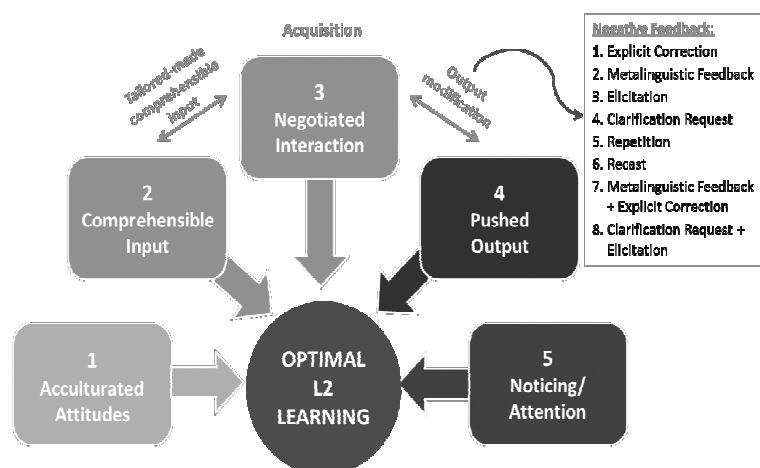 Acquisition
Tailored-made
comprehensible
input
Output
modification
3
Negotiated
Interaction
2
Comprehensible
Input
4
Pushed
Output
1
Acculturated
Attitudes
OPTIMAL
L2
LEARNING
5
Noticing/
Attention
Negative Feedback:
1. Explicit Correction
2. Metalinguistic Feedback
3. Elicitation
4. Clarification Request
5. Repetition
6. Recast
7. Metalinguistic Feedback
+ Explicit Correction
8. Clarification Request +
Elicitation